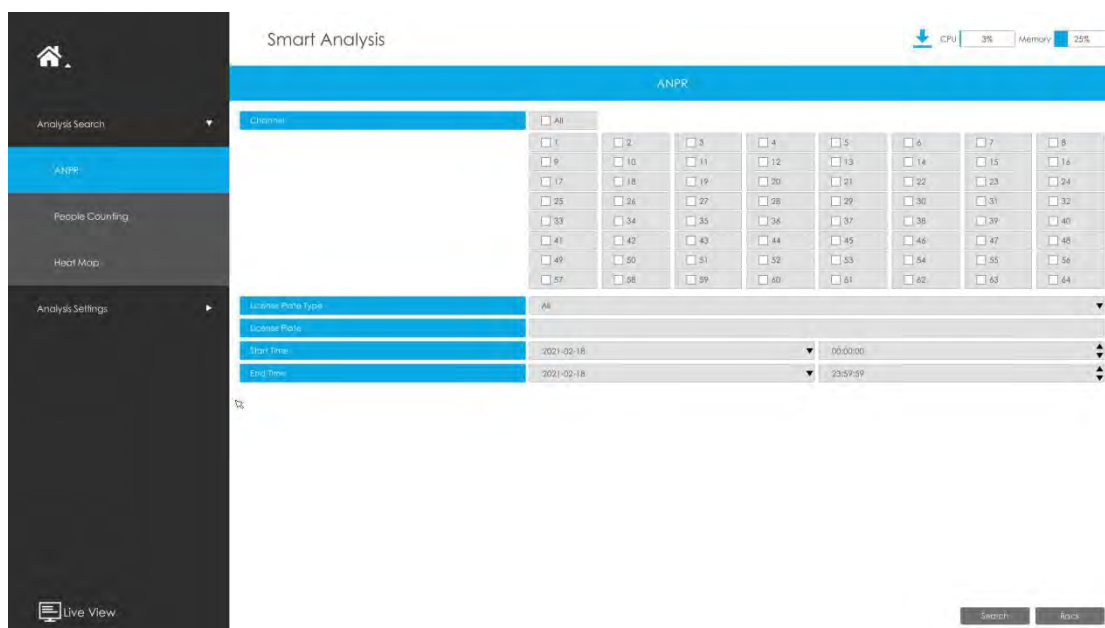 Smart Analysis
CPU 3% Memory 25%
ANPR
Analysis Search
ANPR
People Counting
Heat Map
Analysis Settings
Live View
Channel
All
1 2 3 4 5 6 7 8
9 10 11 12 13 14 15 16
17 18 19 20 21 22 23 24
25 26 27 28 29 30 31 32
33 34 35 36 37 38 39 40
41 42 43 44 45 46 47 48
49 50 51 52 53 54 55 56
57 58 59 60 61 62 63 64
License Plate Type All
License Plate
Start Time 2021-02-18 00:00:00
End Time 2021-02-18 23:59:59
Search Back